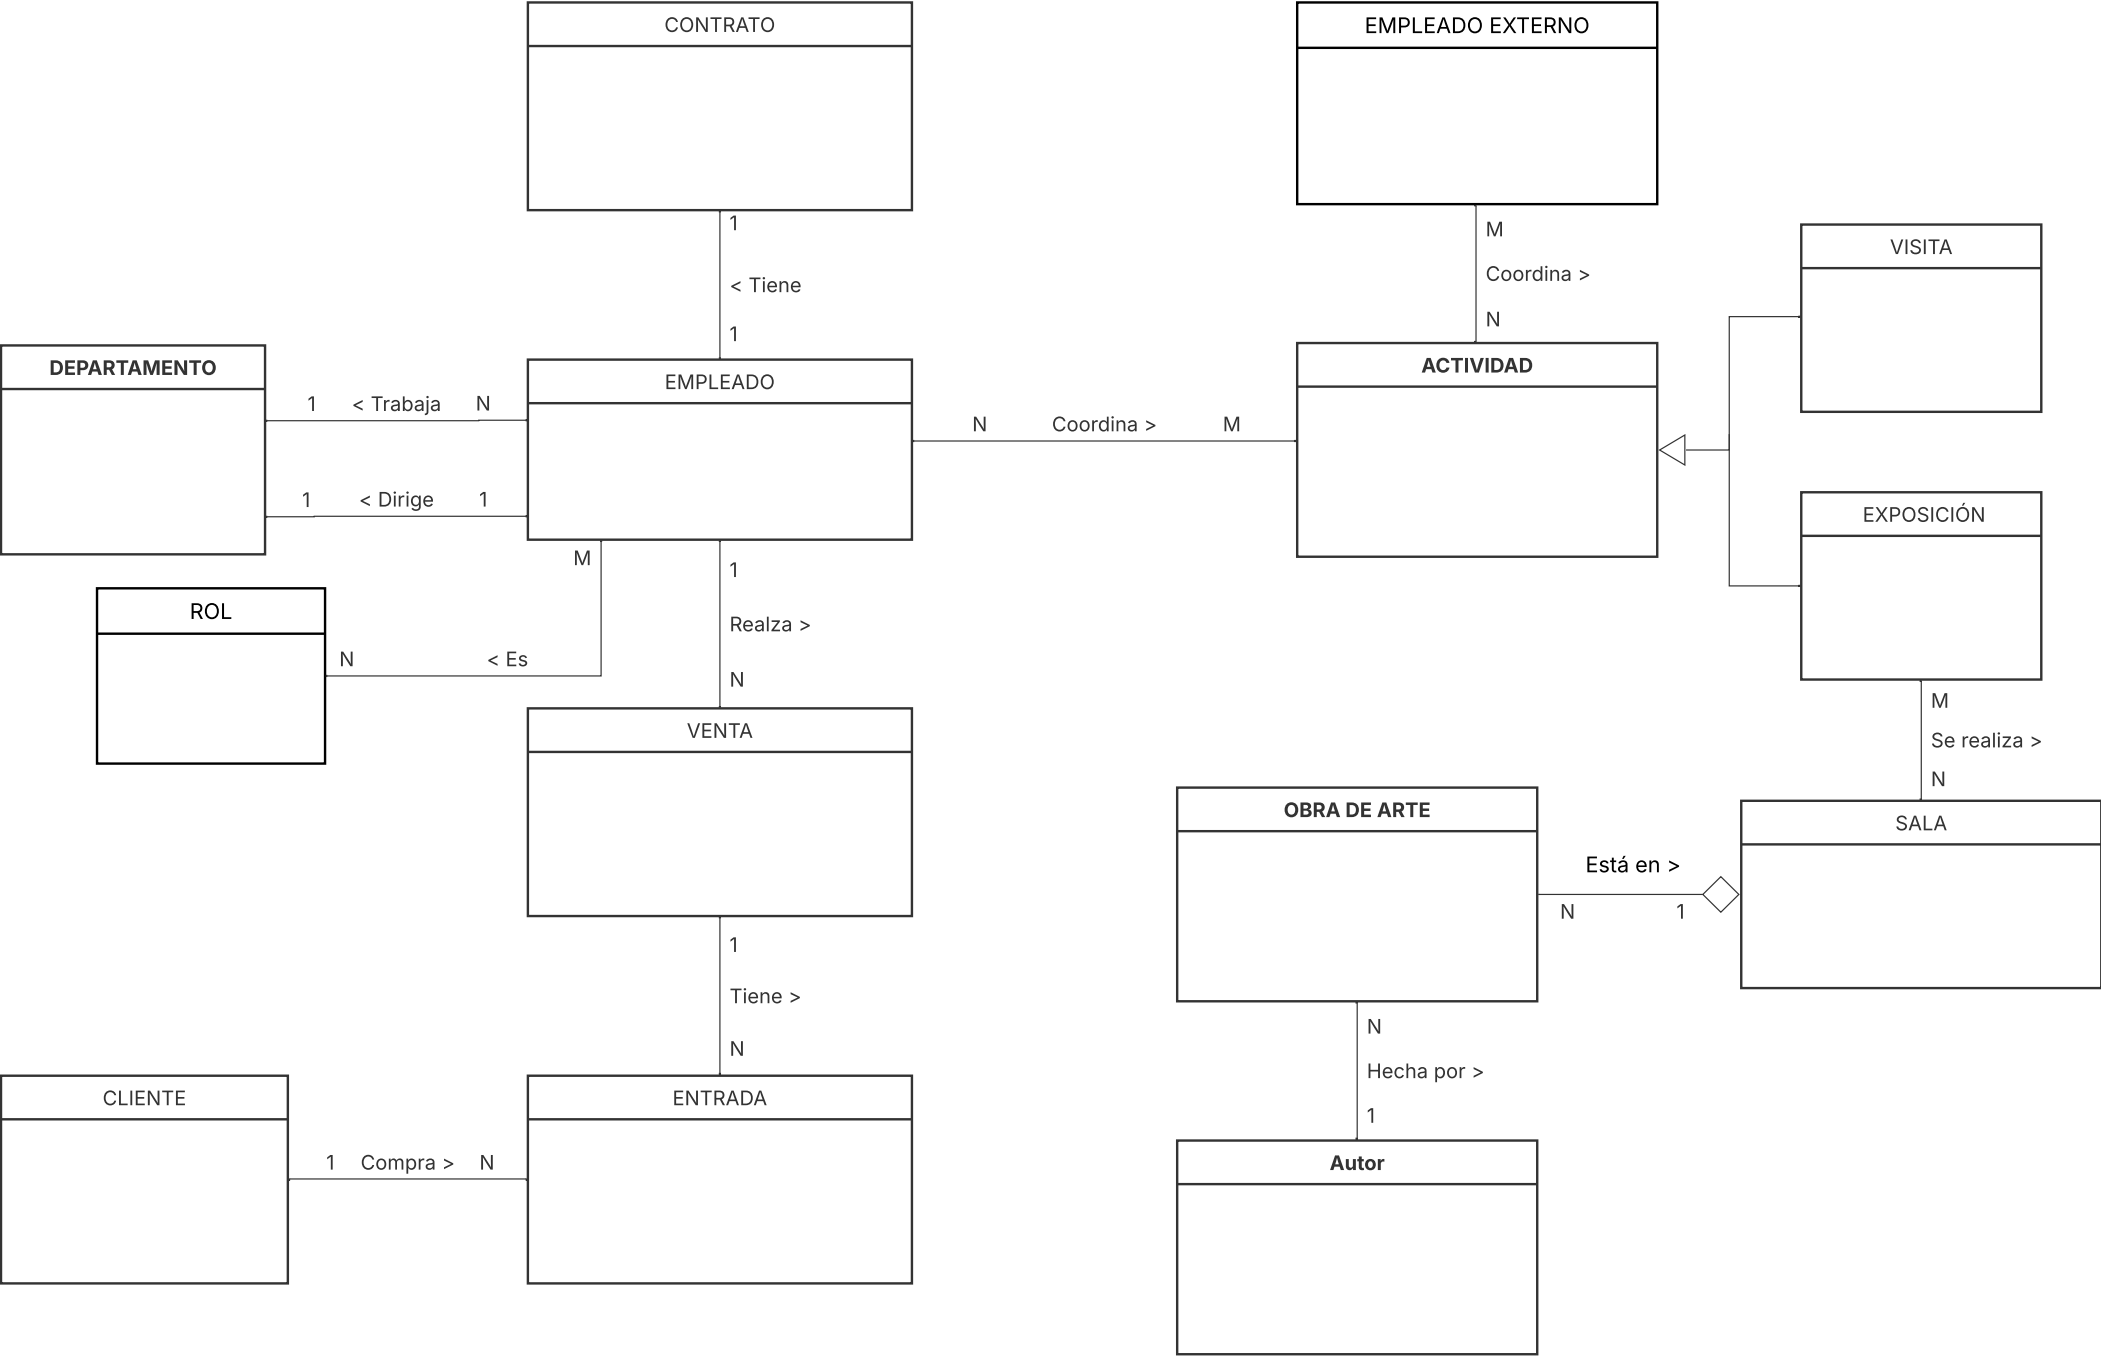 CONTRATO
EMPLEADO EXTERNO
1
< Tiene
1
M
Coordina >
N
VISITA
DEPARTAMENTO
1 < Trabaja N
1 < Dirige 1
EMPLEADO
N Coordina > M
ACTIVIDAD
EXPOSICIÓN
ROL
M
N < Es
1
Realza >
N
VENTA
M
Se realiza >
N
OBRA DE ARTE
Está en >
N 1
SALA
1
Tiene >
N
N
Hecha por >
1
CLIENTE
1 Compra > N
ENTRADA
Autor